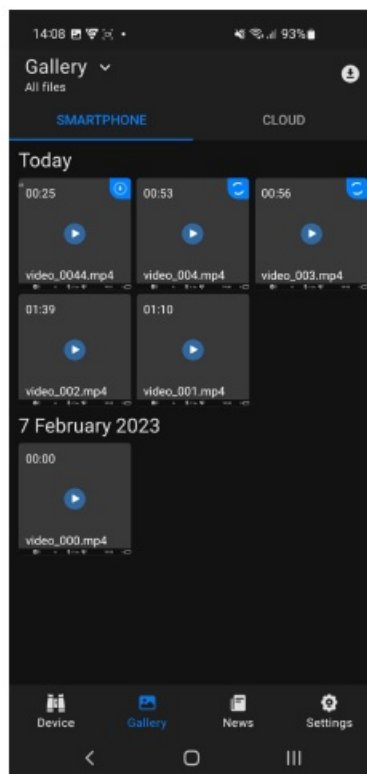 14:08 93%
Gallery
All files
SMARTPHONE CLOUD
Today
00:25 00:53 00:56
video_0044.mp4 video_004.mp4 video_003.mp4
01:39 01:10
video_002.mp4 video_001.mp4
7 February 2023
00:00
video_000.mp4
Device Gallery News Settings